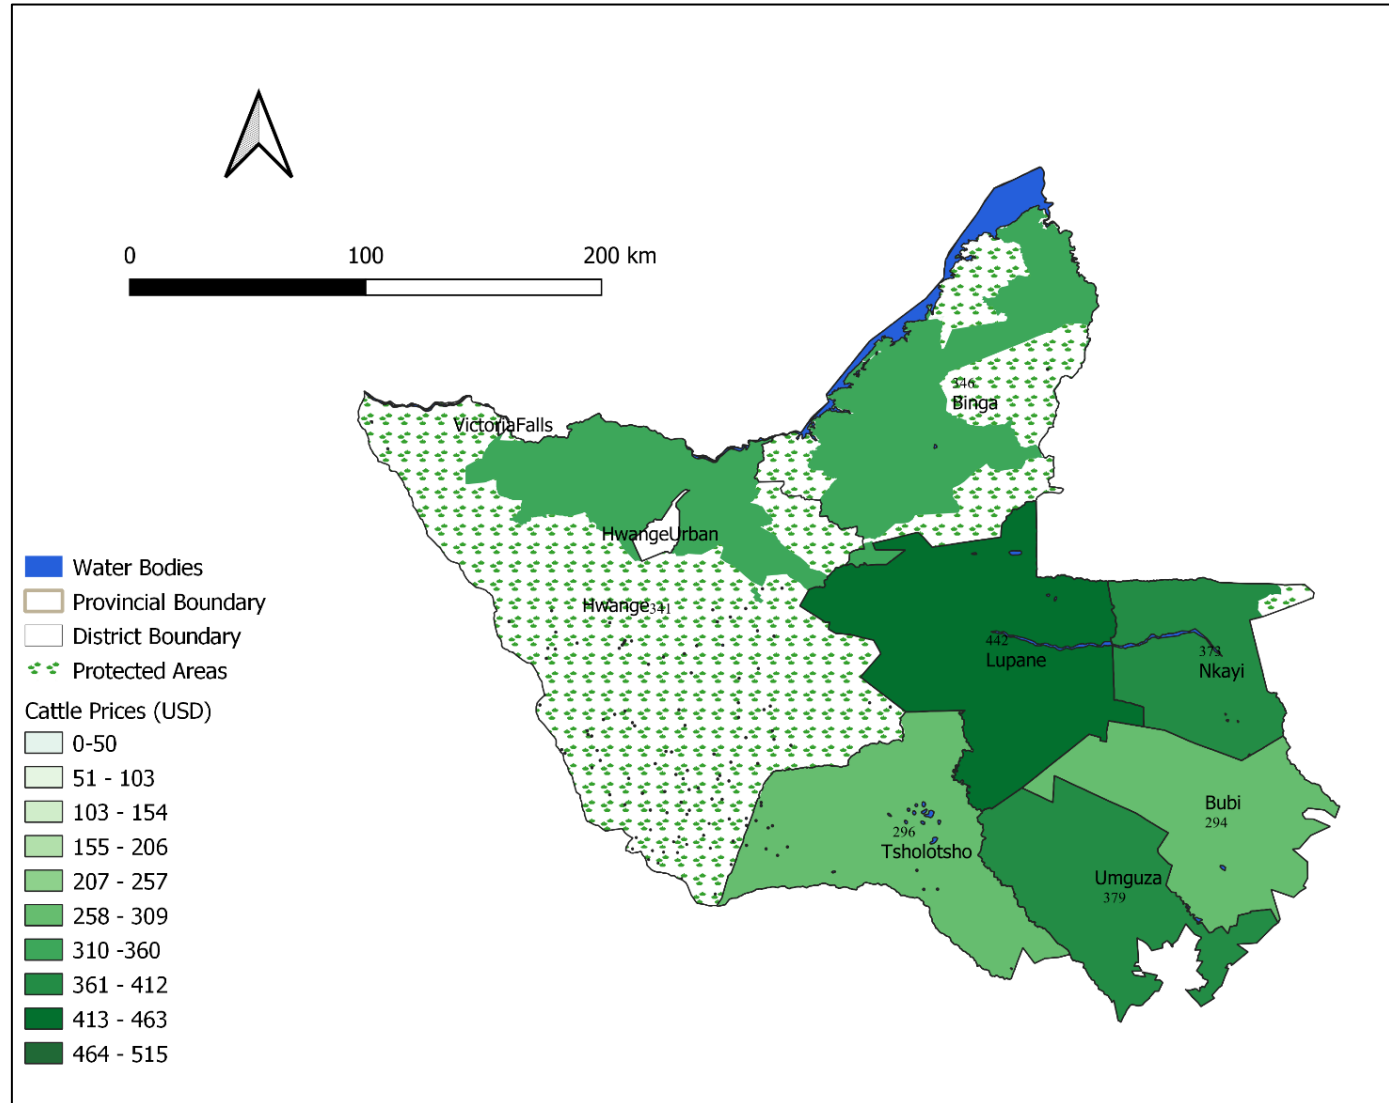 0 100 200 km
346
Binga
VictoriaFalls
HwangeUrban
Hwange341
442
Lupane
373
Nkayi
Bubi
294
296
Tsholotsho
Umguza
379
Water Bodies
Provincial Boundary
District Boundary
Protected Areas
Cattle Prices (USD)
0-50
51 - 103
103 - 154
155 - 206
207 - 257
258 - 309
310 -360
361 - 412
413 - 463
464 - 515